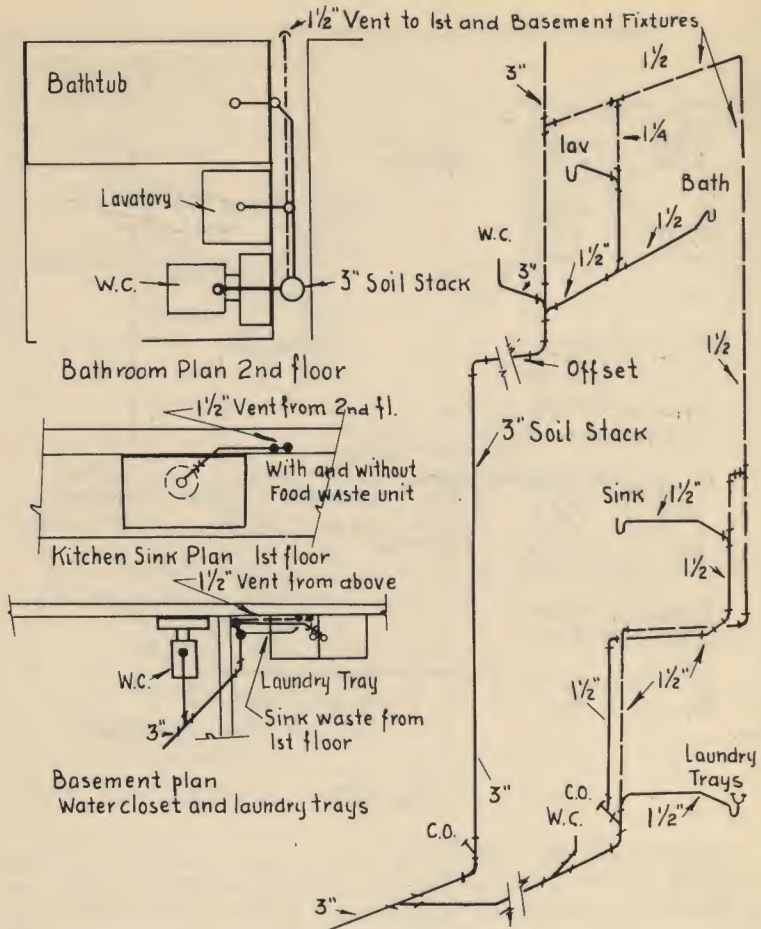 1½" Vent to 1st and Basement Fixtures
Bathtub
Lavatory
W.C.
3" Soil Stack
Bathroom Plan 2nd floor
1½" Vent from 2nd fl.
With and without
Food waste unit
Kitchen Sink Plan 1st floor
1½" Vent from above
W.C.
Laundry Tray
3"
Sink waste from
1st floor
Basement plan
Water closet and laundry trays
3"
1½
1¼
lav
Bath
1½
W.C.
3"
1½"
Offset
1½
3" Soil Stack
Sink
1½"
1½
1½"
1½"
Laundry
Trays
3"
C.O.
1½"
C.O.
W.C.
3"